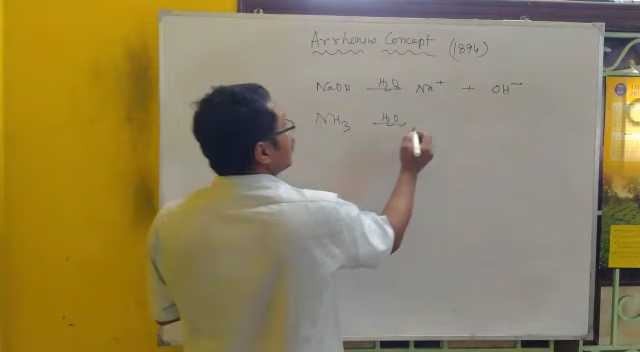 Arrhenius Concept (1894)
NaOH H₂O Na⁺ + OH⁻
NH₃ H₂O